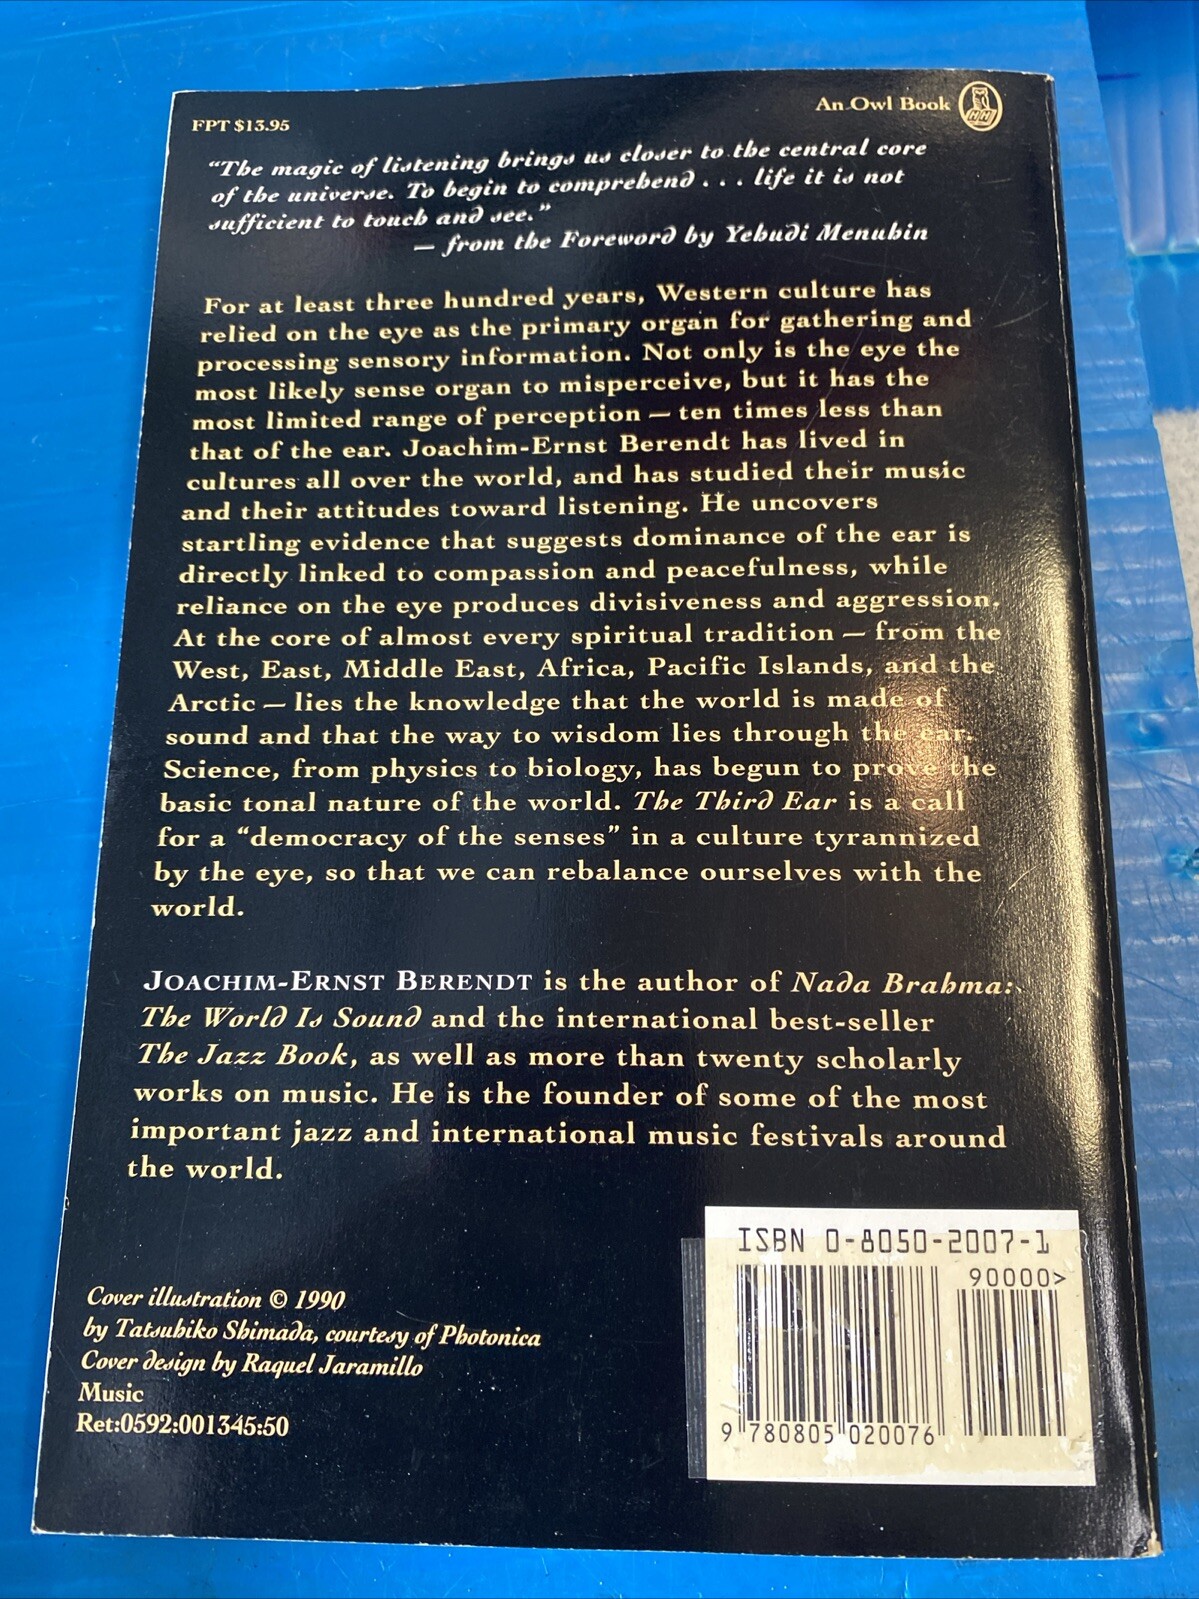 FPT $13.95
An Owl Book
HH
“The magic of listening brings us closer to the central core
of the universe. To begin to comprehend . . . life it is not
sufficient to touch and see.”
— from the Foreword by Yehudi Menuhin
For at least three hundred years, Western culture has
relied on the eye as the primary organ for gathering and
processing sensory information. Not only is the eye the
most likely sense organ to misperceive, but it has the
most limited range of perception — ten times less than
that of the ear. Joachim-Ernst Berendt has lived in
cultures all over the world, and has studied their music
and their attitudes toward listening. He uncovers
startling evidence that suggests dominance of the ear is
directly linked to compassion and peacefulness, while
reliance on the eye produces divisiveness and aggression.
At the core of almost every spiritual tradition — from the
West, East, Middle East, Africa, Pacific Islands, and the
Arctic — lies the knowledge that the world is made of
sound and that the way to wisdom lies through the ear.
Science, from physics to biology, has begun to prove the
basic tonal nature of the world. The Third Ear is a call
for a “democracy of the senses” in a culture tyrannized
by the eye, so that we can rebalance ourselves with the
world.
JOACHIM-ERNST BERENDT is the author of Nada Brahma:
The World Is Sound and the international best-seller
The Jazz Book, as well as more than twenty scholarly
works on music. He is the founder of some of the most
important jazz and international music festivals around
the world.
Cover illustration © 1990
by Tatsuhiko Shimada, courtesy of Photonica
Cover design by Raquel Jaramillo
Music
Ret:0592:001345:50
ISBN 0-8050-2007-1
90000>
9 780805 020076